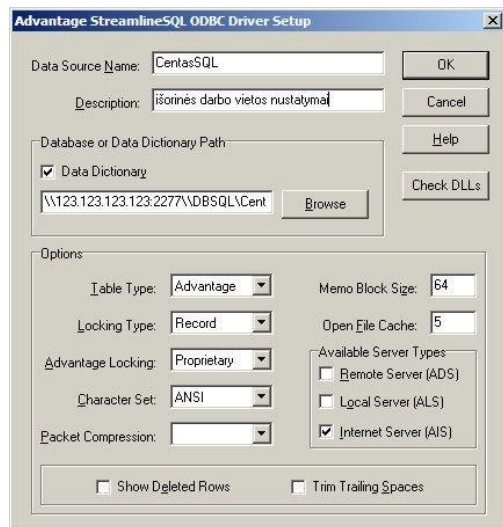 Advantage StreamlineSQL ODBC Driver Setup
Data Source Name: CentasSQL OK
Description: išorinės darbo vietos nustatymai Cancel
Database or Data Dictionary Path Help
Data Dictionary
\\123.123.123.123:2277\\DBSQL\Cent Browse Check DLLs
Options
Table Type: Advantage Memo Block Size: 64
Locking Type: Record Open File Cache: 5
Advantage Locking: Proprietary Available Server Types
Remote Server (ADS)
Character Set: ANSI Local Server (ALS)
Packet Compression: Internet Server (AIS)
Show Deleted Rows Trim Trailing Spaces